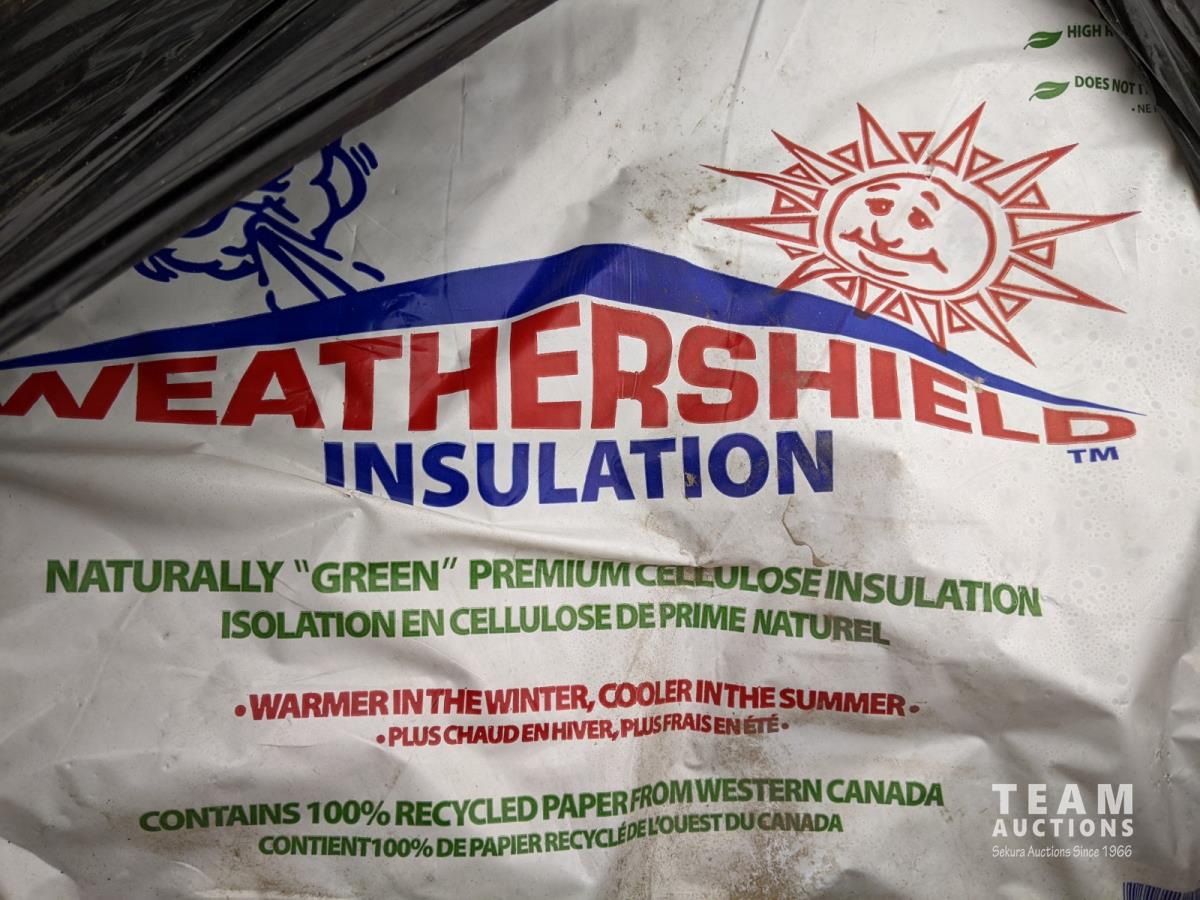 HIGH
DOES NOT
WEATHERSHIELD
INSULATION
TM
NATURALLY "GREEN" PREMIUM CELLULOSE INSULATION
ISOLATION EN CELLULOSE DE PRIME NATUREL
• WARMER IN THE WINTER, COOLER IN THE SUMMER •
• PLUS CHAUD EN HIVER, PLUS FRAIS EN ÉTÉ •
CONTAINS 100% RECYCLED PAPER FROM WESTERN CANADA
CONTIENT 100% DE PAPIER RECYCLÉ DE L'OUEST DU CANADA
TEAM
AUCTIONS
Sekura Auctions Since 1966